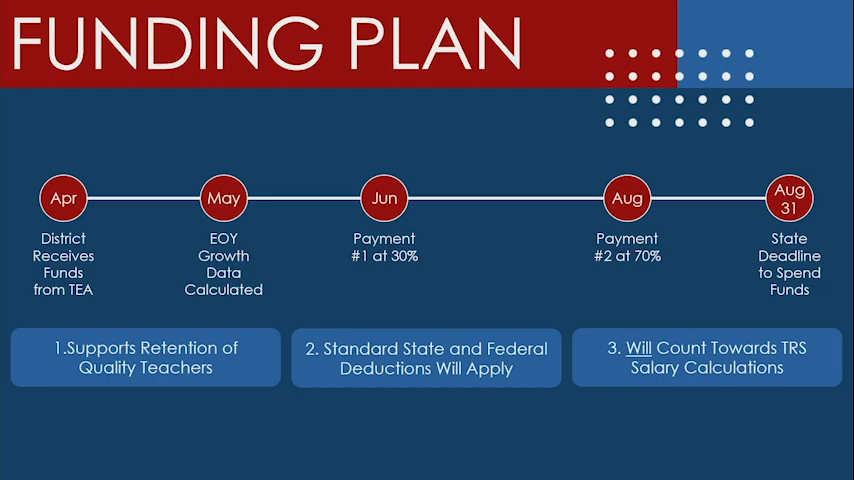 FUNDING PLAN
Apr
May
Jun
Aug
Aug
31
District
Receives
Funds
from TEA
EOY
Growth
Data
Calculated
Payment
#1 at 30%
Payment
#2 at 70%
State
Deadline
to Spend
Funds
1.Supports Retention of
Quality Teachers
2. Standard State and Federal
Deductions Will Apply
3. Will Count Towards TRS
Salary Calculations